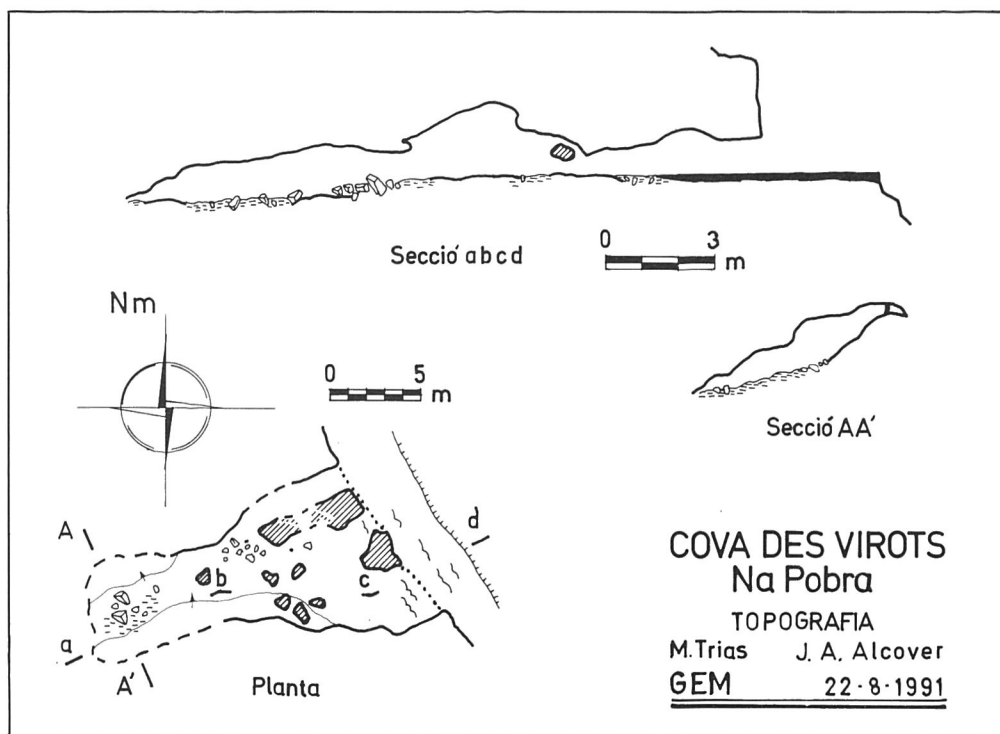 Secció a b c d
0 3
m
Nm
0 5
m
Secció AA'
A
b
c
d
a
A'
Planta
COVA DES VIROTS
Na Pobra
TOPOGRAFIA
M. Trias J. A. Alcover
GEM 22-8-1991